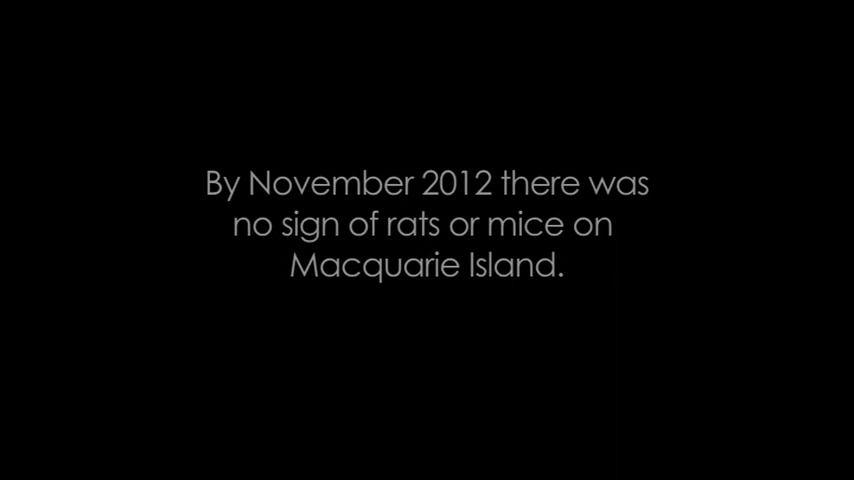 By November 2012 there was
no sign of rats or mice on
Macquarie Island.